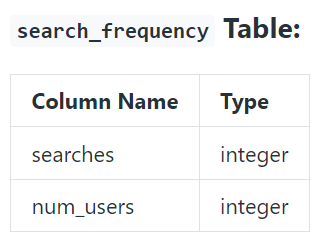 search_frequency Table:
Column Name Type
searches integer
num_users integer